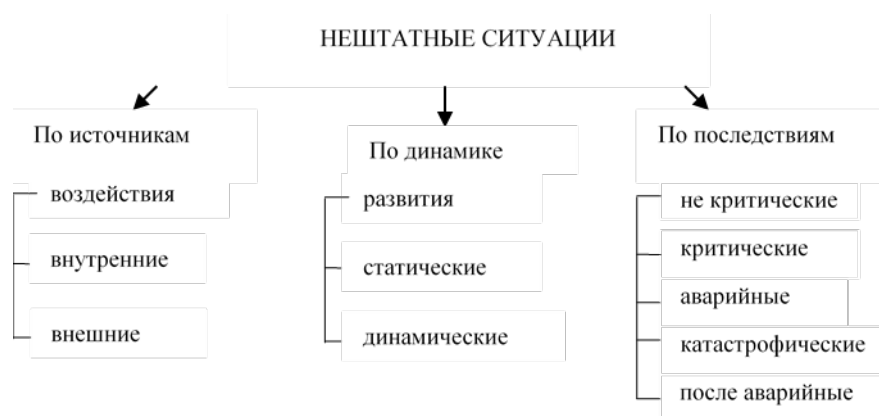 НЕШТАТНЫЕ СИТУАЦИИ
По источникам
воздействия
внутренние
внешние
По динамике
развития
статические
динамические
По последствиям
не критические
критические
аварийные
катастрофические
после аварийные